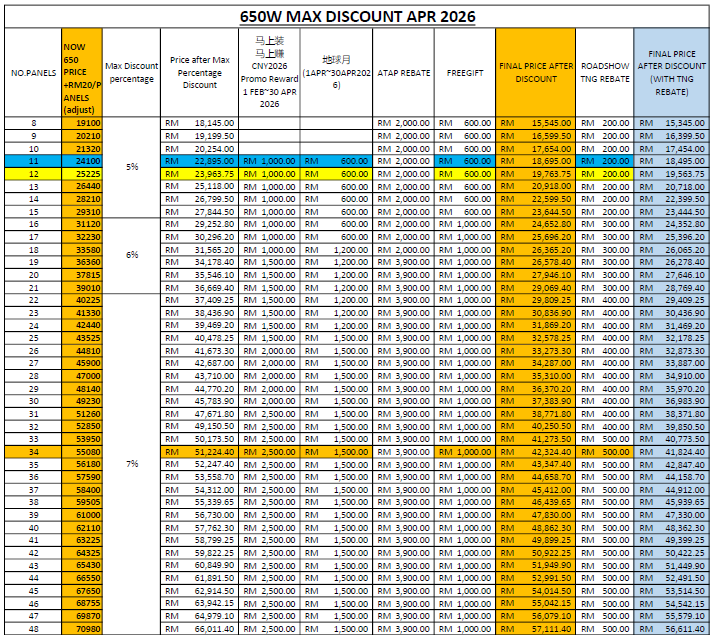 650W MAX DISCOUNT APR 2026
NO.PANELS NOW 650 PRICE +RM20/PANELS (adjust) Max Discount percentage Price after Max Percentage Discount 马上装 马上赚 CNY2026 Promo Reward 1 FEB~30 APR 2026 地球月 (1APR~30APR2026) ATAP REBATE FREEGIFT FINAL PRICE AFTER DISCOUNT ROADSHOW TNG REBATE FINAL PRICE AFTER DISCOUNT (WITH TNG REBATE)
8 19100 RM 18,145.00 RM 2,000.00 RM 600.00 RM 15,545.00 RM 200.00 RM 15,345.00
9 20210 RM 19,199.50 RM 2,000.00 RM 600.00 RM 16,599.50 RM 200.00 RM 16,399.50
10 21320 RM 20,254.00 RM 2,000.00 RM 600.00 RM 17,654.00 RM 200.00 RM 17,454.00
11 24100 5% RM 22,895.00 RM 1,000.00 RM 600.00 RM 2,000.00 RM 600.00 RM 18,695.00 RM 200.00 RM 18,495.00
12 25225 RM 23,963.75 RM 1,000.00 RM 600.00 RM 2,000.00 RM 600.00 RM 19,763.75 RM 200.00 RM 19,563.75
13 26440 RM 25,118.00 RM 1,000.00 RM 600.00 RM 2,000.00 RM 600.00 RM 20,918.00 RM 200.00 RM 20,718.00
14 28210 RM 26,799.50 RM 1,000.00 RM 600.00 RM 2,000.00 RM 600.00 RM 22,599.50 RM 200.00 RM 22,399.50
15 29310 RM 27,844.50 RM 1,000.00 RM 600.00 RM 2,000.00 RM 600.00 RM 23,644.50 RM 200.00 RM 23,444.50
16 31120 RM 29,252.80 RM 1,000.00 RM 600.00 RM 2,000.00 RM 1,000.00 RM 24,652.80 RM 300.00 RM 24,352.80
17 32230 RM 30,296.20 RM 1,000.00 RM 600.00 RM 2,000.00 RM 1,000.00 RM 25,696.20 RM 300.00 RM 25,396.20
18 33580 6% RM 31,565.20 RM 1,000.00 RM 1,200.00 RM 2,000.00 RM 1,000.00 RM 26,365.20 RM 300.00 RM 26,065.20
19 36360 RM 34,178.40 RM 1,500.00 RM 1,200.00 RM 3,900.00 RM 1,000.00 RM 26,578.40 RM 300.00 RM 26,278.40
20 37815 RM 35,546.10 RM 1,500.00 RM 1,200.00 RM 3,900.00 RM 1,000.00 RM 27,946.10 RM 300.00 RM 27,646.10
21 39010 RM 36,669.40 RM 1,500.00 RM 1,200.00 RM 3,900.00 RM 1,000.00 RM 29,069.40 RM 300.00 RM 28,769.40
22 40225 RM 37,409.25 RM 1,500.00 RM 1,200.00 RM 3,900.00 RM 1,000.00 RM 29,809.25 RM 400.00 RM 29,409.25
23 41330 RM 38,436.90 RM 1,500.00 RM 1,200.00 RM 3,900.00 RM 1,000.00 RM 30,836.90 RM 400.00 RM 30,436.90
24 42440 RM 39,469.20 RM 1,500.00 RM 1,200.00 RM 3,900.00 RM 1,000.00 RM 31,869.20 RM 400.00 RM 31,469.20
25 43525 RM 40,478.25 RM 1,500.00 RM 1,500.00 RM 3,900.00 RM 1,000.00 RM 32,578.25 RM 400.00 RM 32,178.25
26 44810 RM 41,673.30 RM 2,000.00 RM 1,500.00 RM 3,900.00 RM 1,000.00 RM 33,273.30 RM 400.00 RM 32,873.30
27 45900 RM 42,687.00 RM 2,000.00 RM 1,500.00 RM 3,900.00 RM 1,000.00 RM 34,287.00 RM 400.00 RM 33,887.00
28 47000 RM 43,710.00 RM 2,000.00 RM 1,500.00 RM 3,900.00 RM 1,000.00 RM 35,310.00 RM 400.00 RM 34,910.00
29 48140 RM 44,770.20 RM 2,000.00 RM 1,500.00 RM 3,900.00 RM 1,000.00 RM 36,370.20 RM 400.00 RM 35,970.20
30 49230 RM 45,783.90 RM 2,000.00 RM 1,500.00 RM 3,900.00 RM 1,000.00 RM 37,383.90 RM 400.00 RM 36,983.90
31 51260 RM 47,671.80 RM 2,500.00 RM 1,500.00 RM 3,900.00 RM 1,000.00 RM 38,771.80 RM 400.00 RM 38,371.80
32 52850 RM 49,150.50 RM 2,500.00 RM 1,500.00 RM 3,900.00 RM 1,000.00 RM 40,250.50 RM 400.00 RM 39,850.50
33 53950 RM 50,173.50 RM 2,500.00 RM 1,500.00 RM 3,900.00 RM 1,000.00 RM 41,273.50 RM 500.00 RM 40,773.50
34 55080 RM 51,224.40 RM 2,500.00 RM 1,500.00 RM 3,900.00 RM 1,000.00 RM 42,324.40 RM 500.00 RM 41,824.40
35 56180 7% RM 52,247.40 RM 2,500.00 RM 1,500.00 RM 3,900.00 RM 1,000.00 RM 43,347.40 RM 500.00 RM 42,847.40
36 57590 RM 53,558.70 RM 2,500.00 RM 1,500.00 RM 3,900.00 RM 1,000.00 RM 44,658.70 RM 500.00 RM 44,158.70
37 58400 RM 54,312.00 RM 2,500.00 RM 1,500.00 RM 3,900.00 RM 1,000.00 RM 45,412.00 RM 500.00 RM 44,912.00
38 59505 RM 55,339.65 RM 2,500.00 RM 1,500.00 RM 3,900.00 RM 1,000.00 RM 46,439.65 RM 500.00 RM 45,939.65
39 61000 RM 56,730.00 RM 2,500.00 RM 1,500.00 RM 3,900.00 RM 1,000.00 RM 47,830.00 RM 500.00 RM 47,330.00
40 62110 RM 57,762.30 RM 2,500.00 RM 1,500.00 RM 3,900.00 RM 1,000.00 RM 48,862.30 RM 500.00 RM 48,362.30
41 63225 RM 58,799.25 RM 2,500.00 RM 1,500.00 RM 3,900.00 RM 1,000.00 RM 49,899.25 RM 500.00 RM 49,399.25
42 64325 RM 59,822.25 RM 2,500.00 RM 1,500.00 RM 3,900.00 RM 1,000.00 RM 50,922.25 RM 500.00 RM 50,422.25
43 65430 RM 60,849.90 RM 2,500.00 RM 1,500.00 RM 3,900.00 RM 1,000.00 RM 51,949.90 RM 500.00 RM 51,449.90
44 66550 RM 61,891.50 RM 2,500.00 RM 1,500.00 RM 3,900.00 RM 1,000.00 RM 52,991.50 RM 500.00 RM 52,491.50
45 67650 RM 62,914.50 RM 2,500.00 RM 1,500.00 RM 3,900.00 RM 1,000.00 RM 54,014.50 RM 500.00 RM 53,514.50
46 68755 RM 63,942.15 RM 2,500.00 RM 1,500.00 RM 3,900.00 RM 1,000.00 RM 55,042.15 RM 500.00 RM 54,542.15
47 69870 RM 64,979.10 RM 2,500.00 RM 1,500.00 RM 3,900.00 RM 1,000.00 RM 56,079.10 RM 500.00 RM 55,579.10
48 70980 RM 66,011.40 RM 2,500.00 RM 1,500.00 RM 3,900.00 RM 1,000.00 RM 57,111.40 RM 500.00 RM 56,611.40